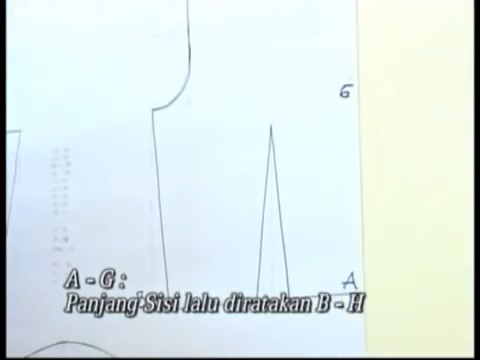 G
A
A - G :
Panjang Sisi lalu diratakan B - H